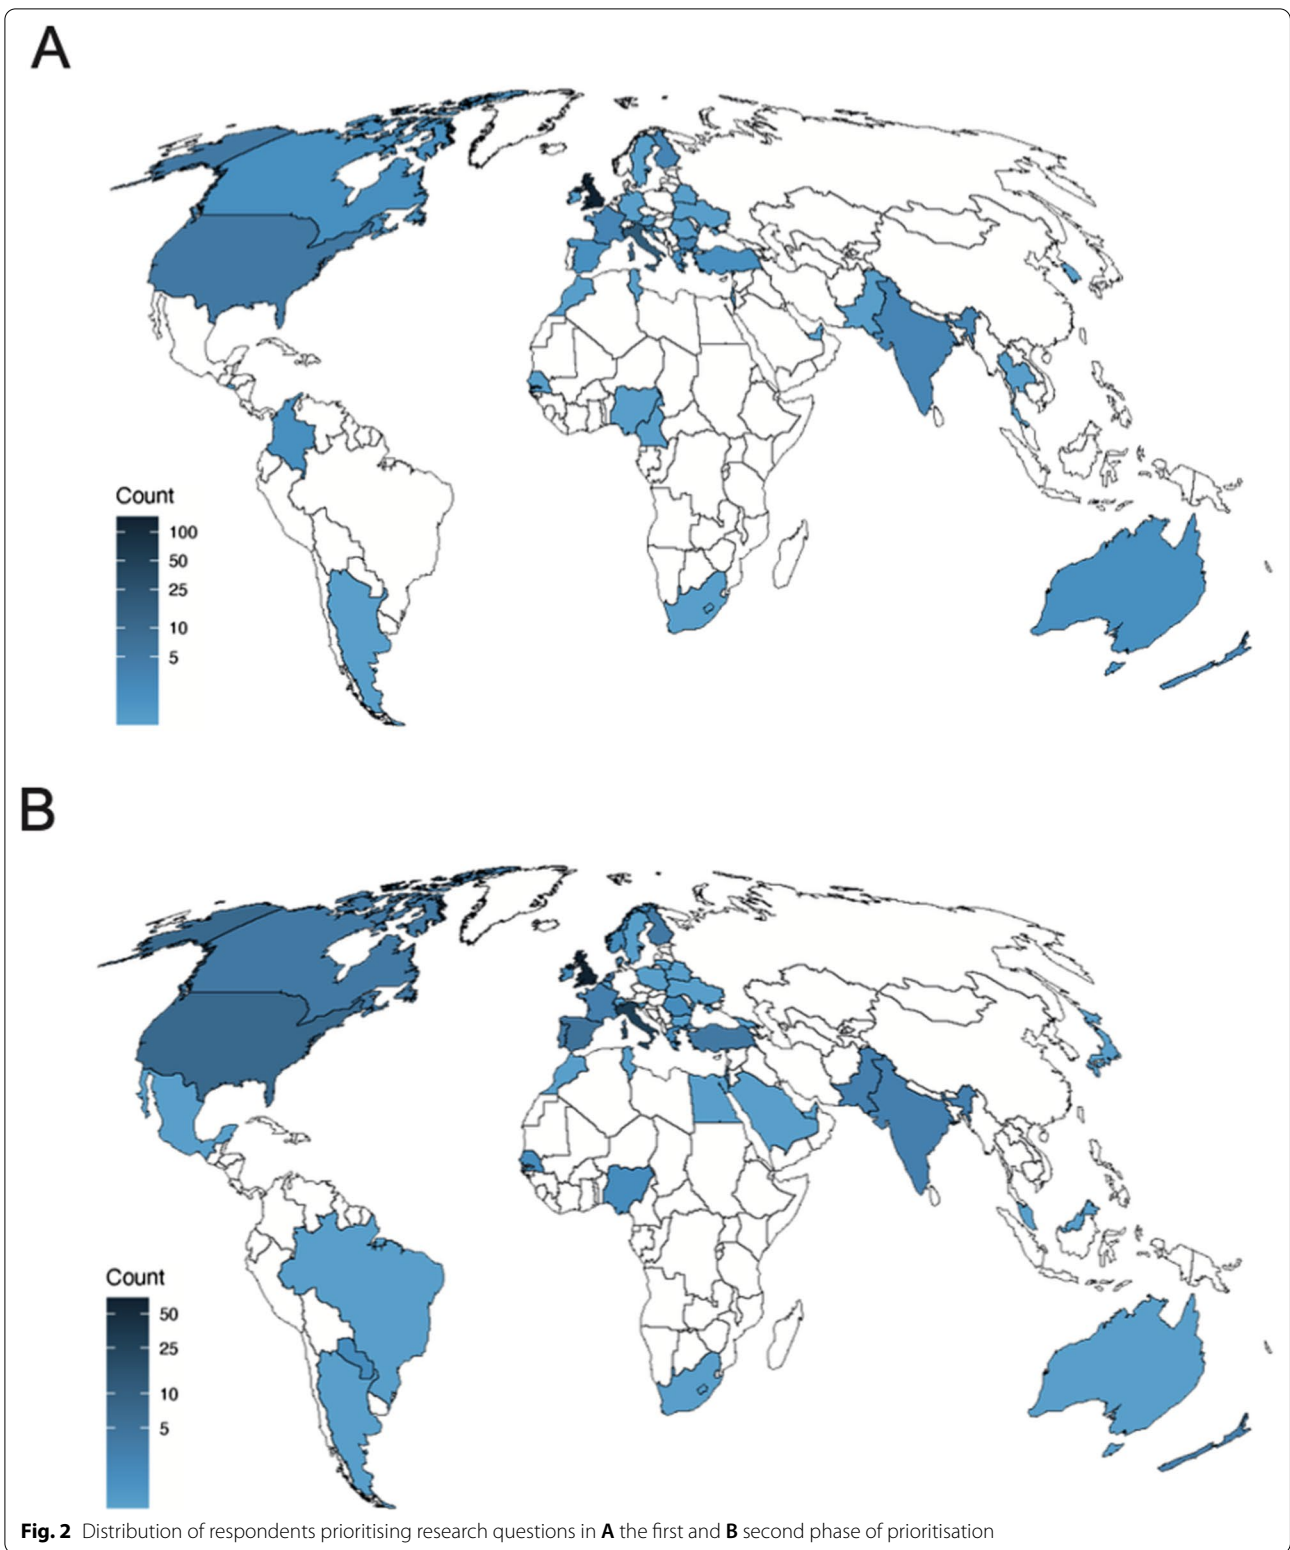 A
Count
100
50
25
10
5
B
Count
50
25
10
5
Fig. 2 Distribution of respondents prioritising research questions in A the first and B second phase of prioritisation